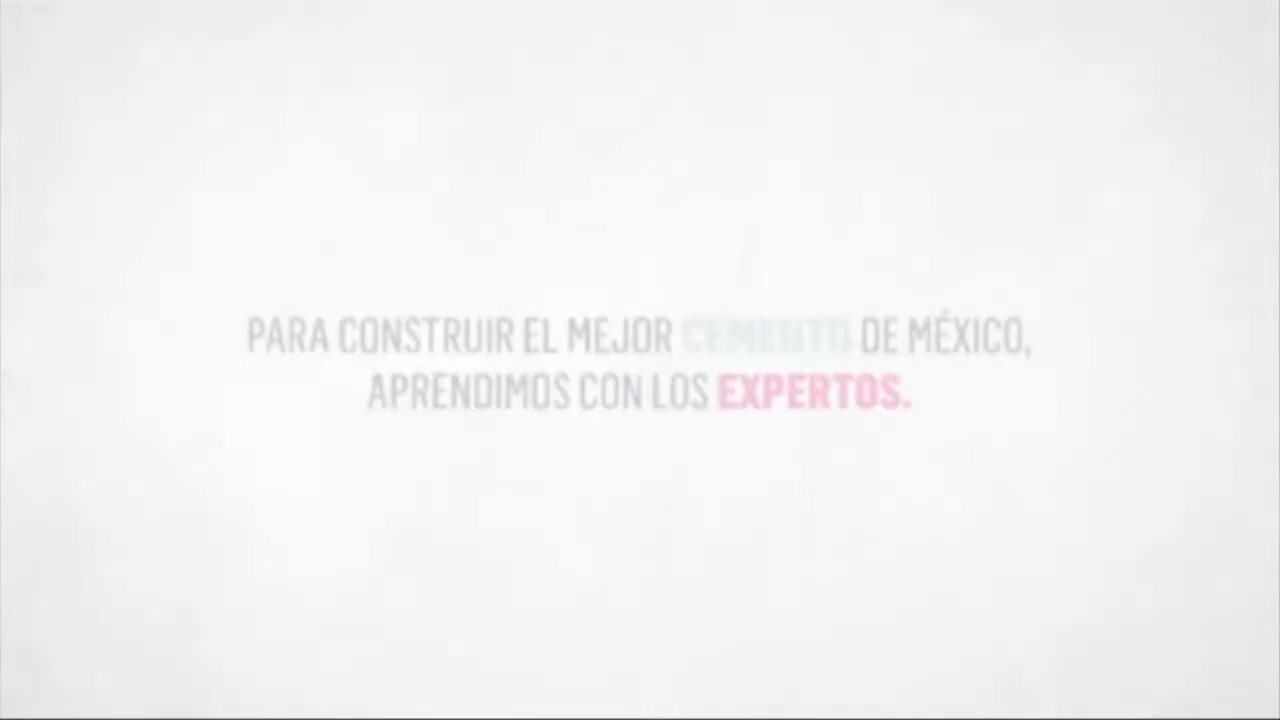 PARA CONSTRUIR EL MEJOR CEMENTO DE MÉXICO,
APRENDIMOS CON LOS EXPERTOS.